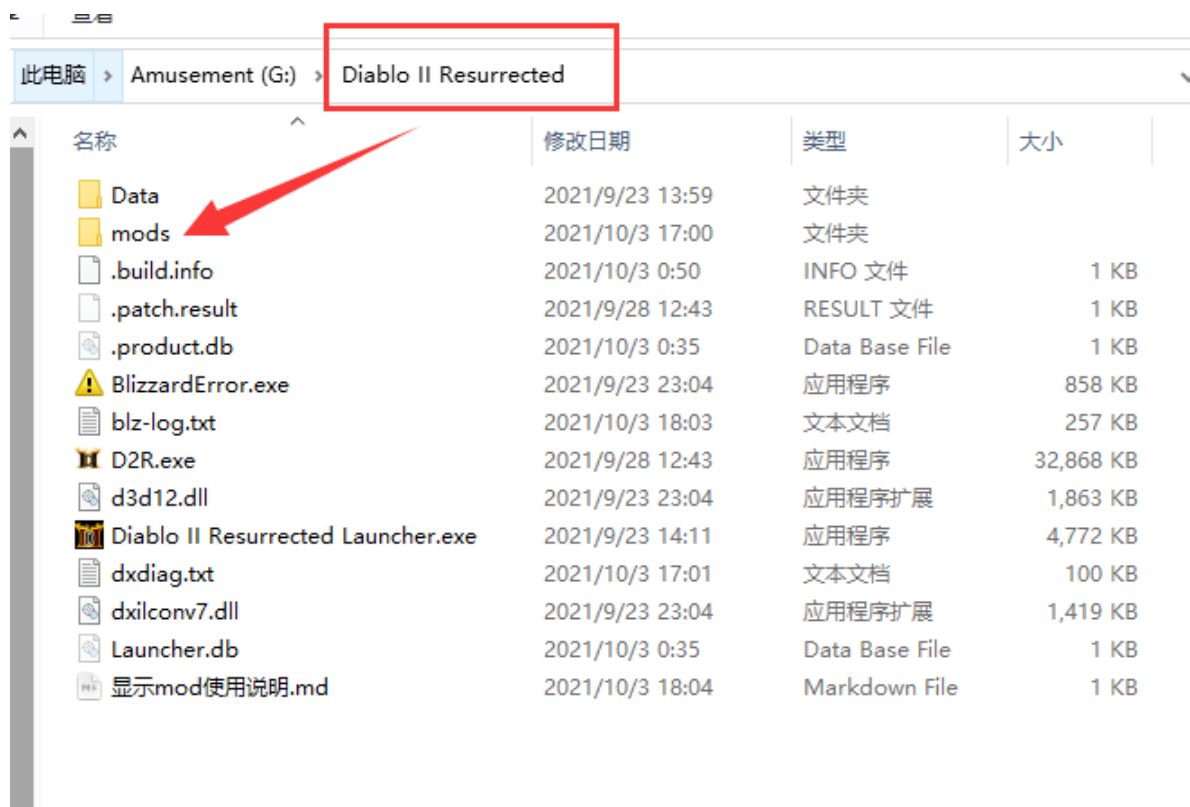 查看
此电脑 > Amusement (G:) > Diablo II Resurrected
名称 修改日期 类型 大小
Data 2021/9/23 13:59 文件夹
mods 2021/10/3 17:00 文件夹
.build.info 2021/10/3 0:50 INFO 文件 1 KB
.patch.result 2021/9/28 12:43 RESULT 文件 1 KB
.product.db 2021/10/3 0:35 Data Base File 1 KB
BlizzardError.exe 2021/9/23 23:04 应用程序 858 KB
blz-log.txt 2021/10/3 18:03 文本文档 257 KB
D2R.exe 2021/9/28 12:43 应用程序 32,868 KB
d3d12.dll 2021/9/23 23:04 应用程序扩展 1,863 KB
Diablo II Resurrected Launcher.exe 2021/9/23 14:11 应用程序 4,772 KB
dxdiag.txt 2021/10/3 17:01 文本文档 100 KB
dxilconv7.dll 2021/9/23 23:04 应用程序扩展 1,419 KB
Launcher.db 2021/10/3 0:35 Data Base File 1 KB
显示mod使用说明.md 2021/10/3 18:04 Markdown File 1 KB